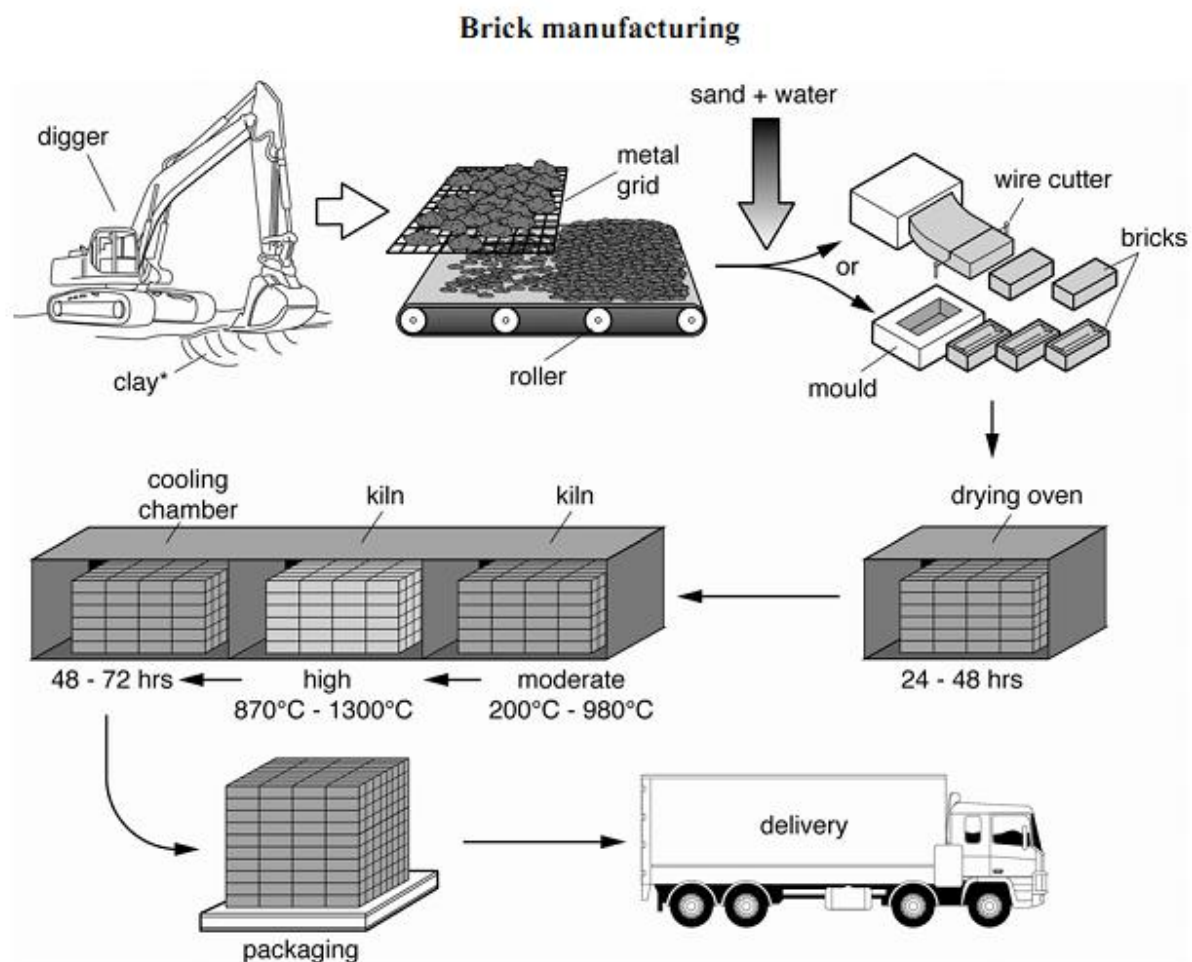 Brick manufacturing
digger
clay*
metal
grid
roller
sand + water
or
wire cutter
bricks
mould
drying oven
24 - 48 hrs
kiln
moderate
200°C - 980°C
kiln
high
870°C - 1300°C
cooling
chamber
48 - 72 hrs
packaging
delivery